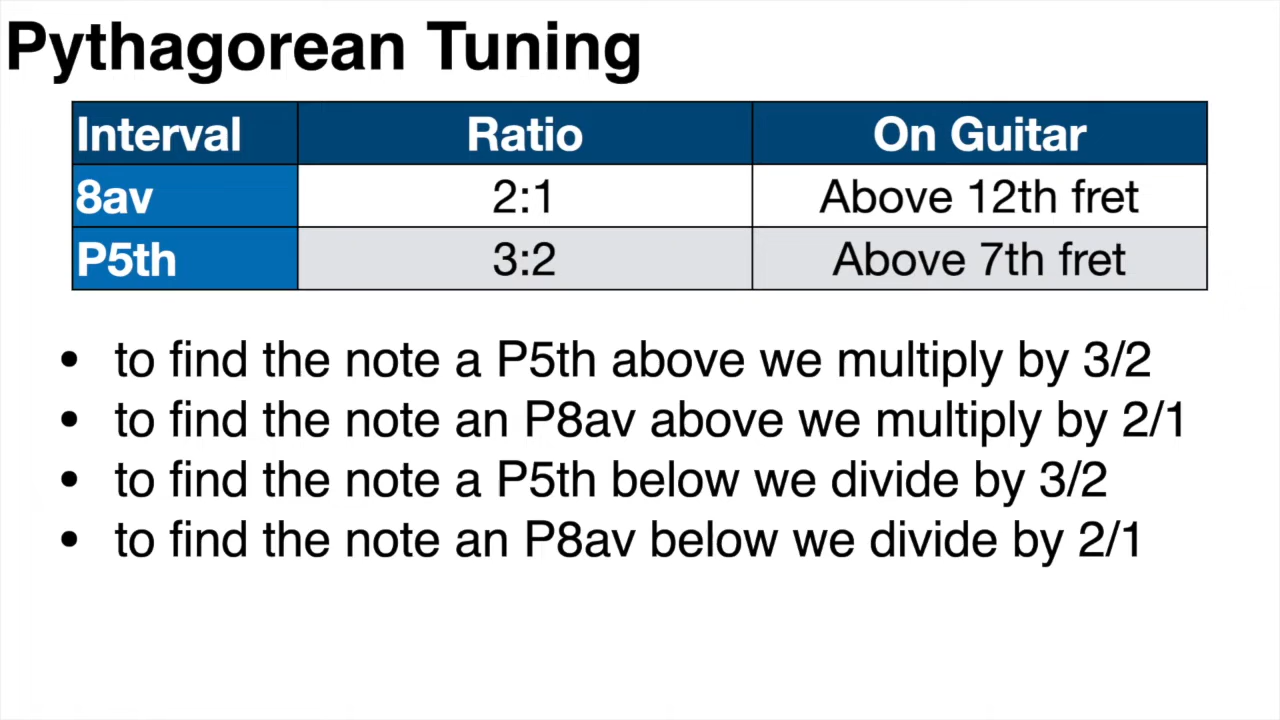 Pythagorean Tuning
Interval Ratio On Guitar
8av 2:1 Above 12th fret
P5th 3:2 Above 7th fret
• to find the note a P5th above we multiply by 3/2
• to find the note an P8av above we multiply by 2/1
• to find the note a P5th below we divide by 3/2
• to find the note an P8av below we divide by 2/1